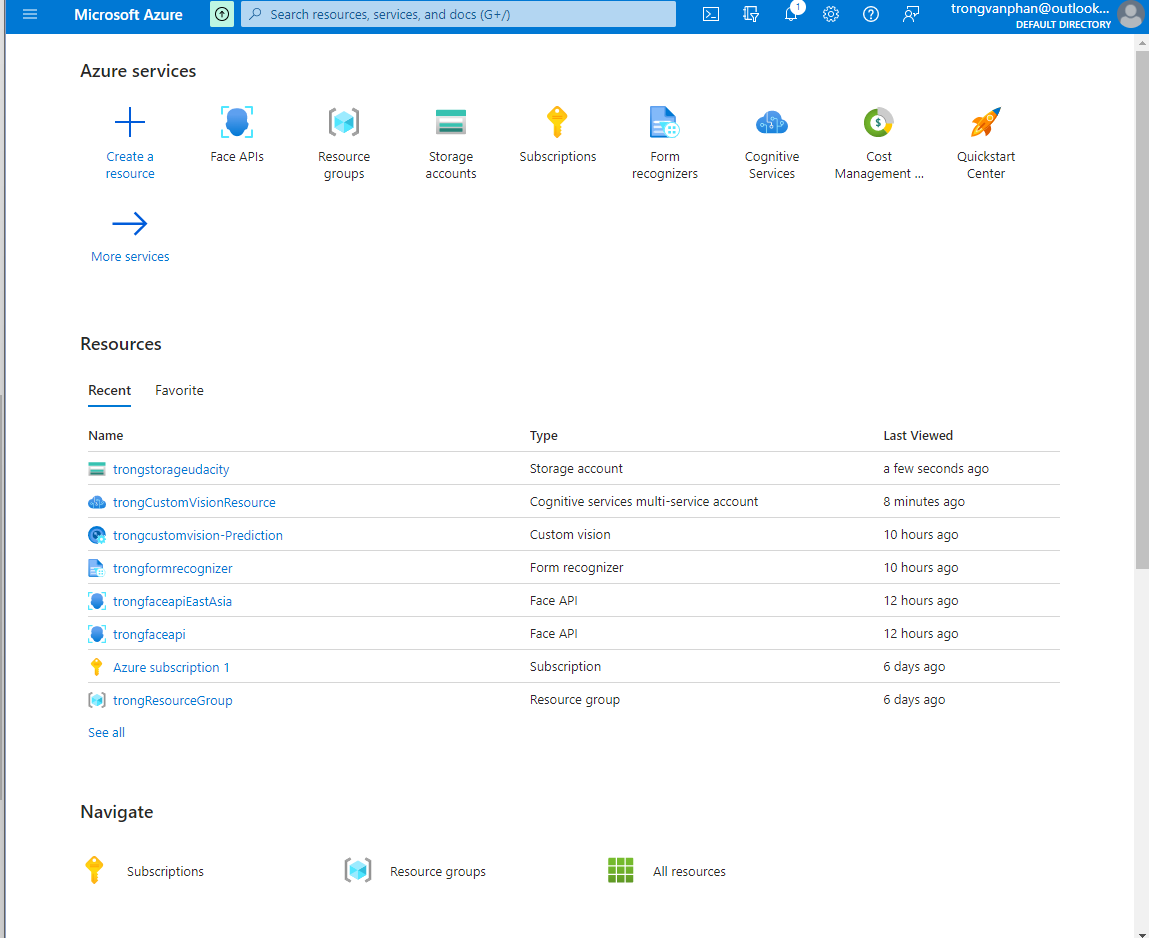 Microsoft Azure
Search resources, services, and docs (G+/)
1
trongvanphan@outlook...
DEFAULT DIRECTORY
Azure services
Create a
resource
Face APIs
Resource
groups
Storage
accounts
Subscriptions
Form
recognizers
Cognitive
Services
Cost
Management ...
Quickstart
Center
More services
Resources
Recent Favorite
Name Type Last Viewed
trongstorageudacity Storage account a few seconds ago
trongCustomVisionResource Cognitive services multi-service account 8 minutes ago
trongcustomvision-Prediction Custom vision 10 hours ago
trongformrecognizer Form recognizer 10 hours ago
trongfaceapiEastAsia Face API 12 hours ago
trongfaceapi Face API 12 hours ago
Azure subscription 1 Subscription 6 days ago
trongResourceGroup Resource group 6 days ago
See all
Navigate
Subscriptions Resource groups All resources